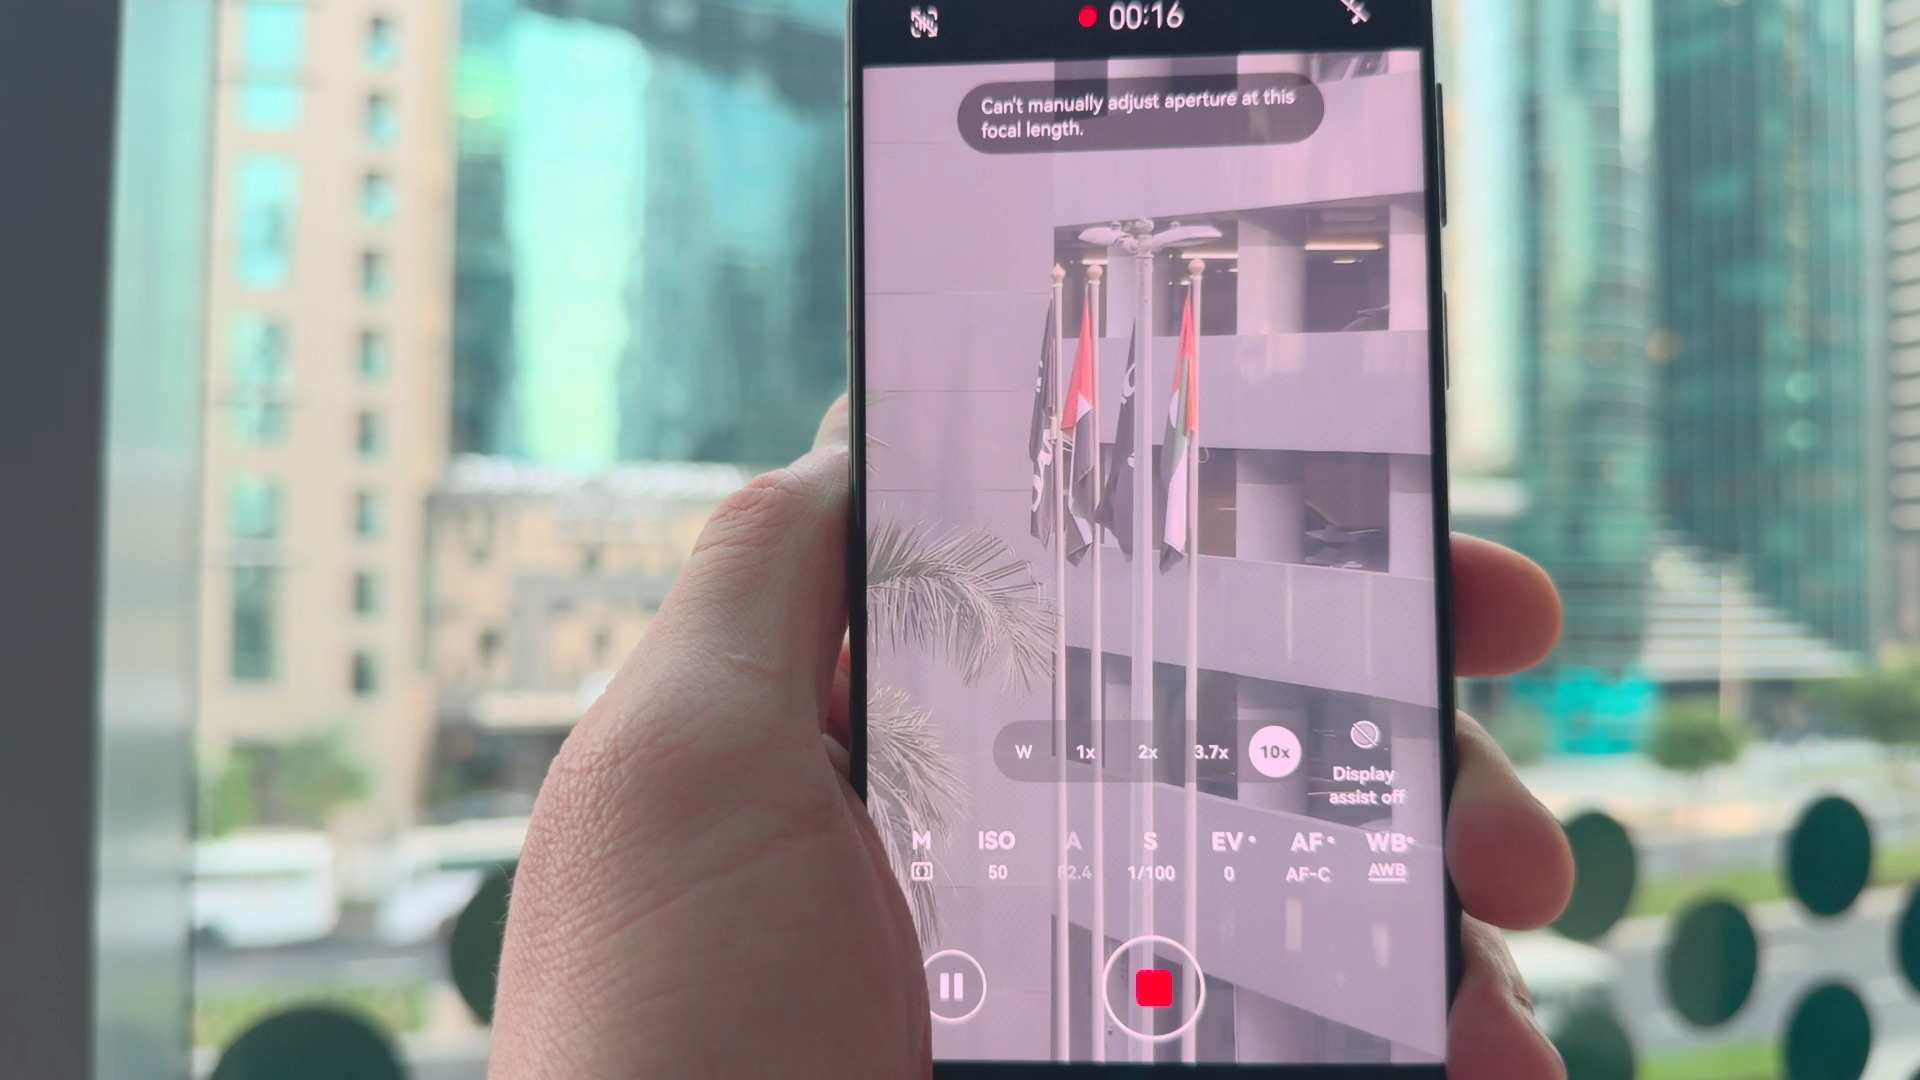 00:16
Can't manually adjust aperture at this
focal length.
W 1x 2x 3.7x 10x
Display
assist off
M ISO A S EV AF WB
50 F2.4 1/100 0 AF-C AWB